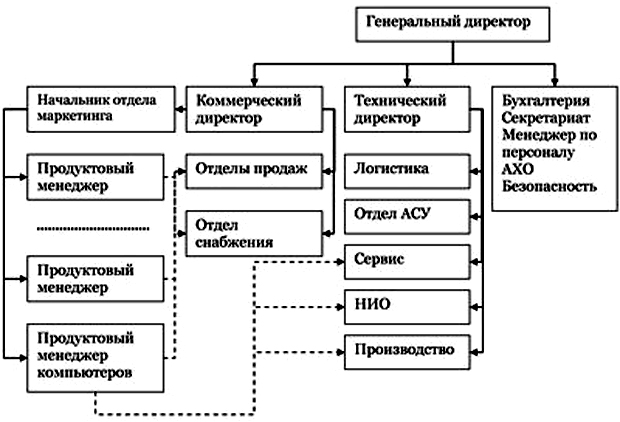 Генеральный директор
Начальник отдела
маркетинга
Коммерческий
директор
Технический
директор
Бухгалтерия
Секретариат
Менеджер по
персоналу
АХО
Безопасность
Продуктовый
менеджер
Отделы продаж
Логистика
Отдел
снабжения
Отдел АСУ
Продуктовый
менеджер
Сервис
НИО
Продуктовый
менеджер
компьютеров
Производство